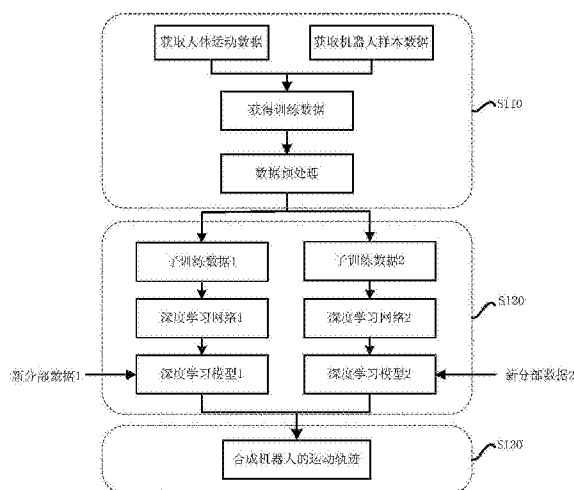 获取人体运动数据
获取机器人样本数据
获得训练数据
S110
数据预处理
子训练数据1
子训练数据2
深度学习网络1
深度学习网络2
S120
新分部数据1
深度学习模型1
深度学习模型2
新分部数据2
合成机器人的运动轨迹
S130